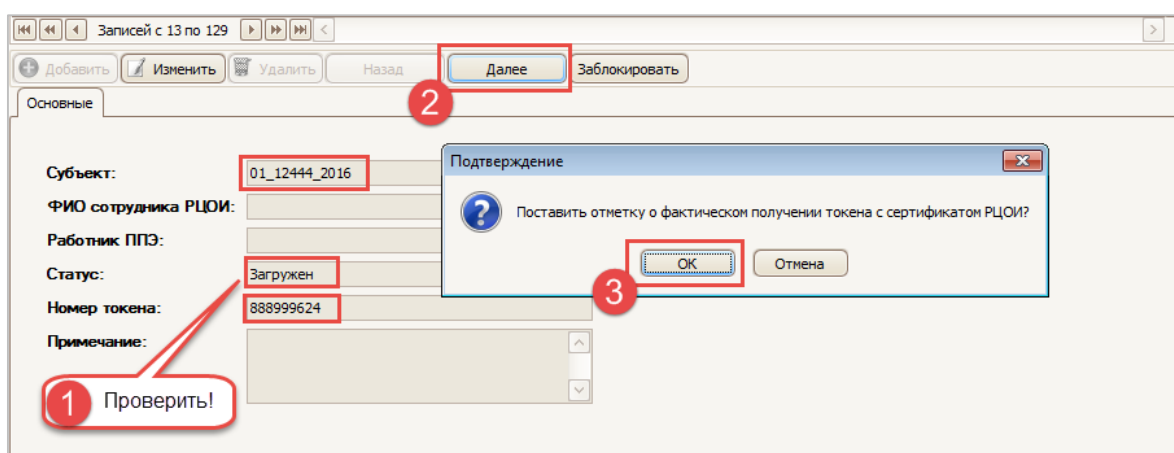 Записей с 13 по 129
Добавить Изменить Удалить Назад Далее Заблокировать
2
Основные
Субъект: 01_12444_2016
ФИО сотрудника РЦОИ:
Работник ППЭ:
Статус: Загружен
Номер токена: 888999624
Примечание:
1 Проверить!
Подтверждение
Поставить отметку о фактическом получении токена с сертификатом РЦОИ?
OK Отмена
3